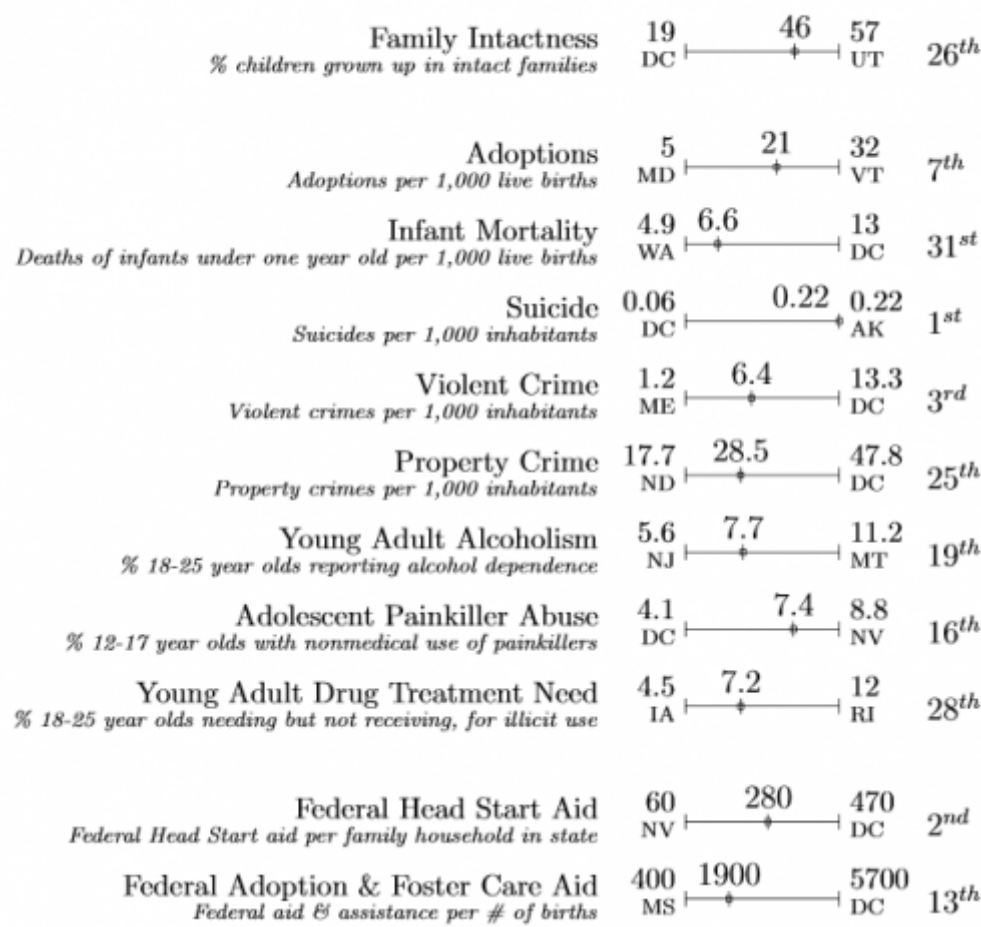 Family Intactness 19 46 57
% children grown up in intact families DC UT 26th
Adoptions 5 21 32
Adoptions per 1,000 live births MD VT 7th
Infant Mortality 4.9 6.6 13
Deaths of infants under one year old per 1,000 live births WA DC 31st
Suicide 0.06 0.22 0.22
Suicides per 1,000 inhabitants DC AK 1st
Violent Crime 1.2 6.4 13.3
Violent crimes per 1,000 inhabitants ME DC 3rd
Property Crime 17.7 28.5 47.8
Property crimes per 1,000 inhabitants ND DC 25th
Young Adult Alcoholism 5.6 7.7 11.2
% 18-25 year olds reporting alcohol dependence NJ MT 19th
Adolescent Painkiller Abuse 4.1 7.4 8.8
% 12-17 year olds with nonmedical use of painkillers DC NV 16th
Young Adult Drug Treatment Need 4.5 7.2 12
% 18-25 year olds needing but not receiving, for illicit use IA RI 28th
Federal Head Start Aid 60 280 470
Federal Head Start aid per family household in state NV DC 2nd
Federal Adoption & Foster Care Aid 400 1900 5700
Federal aid & assistance per # of births MS DC 13th